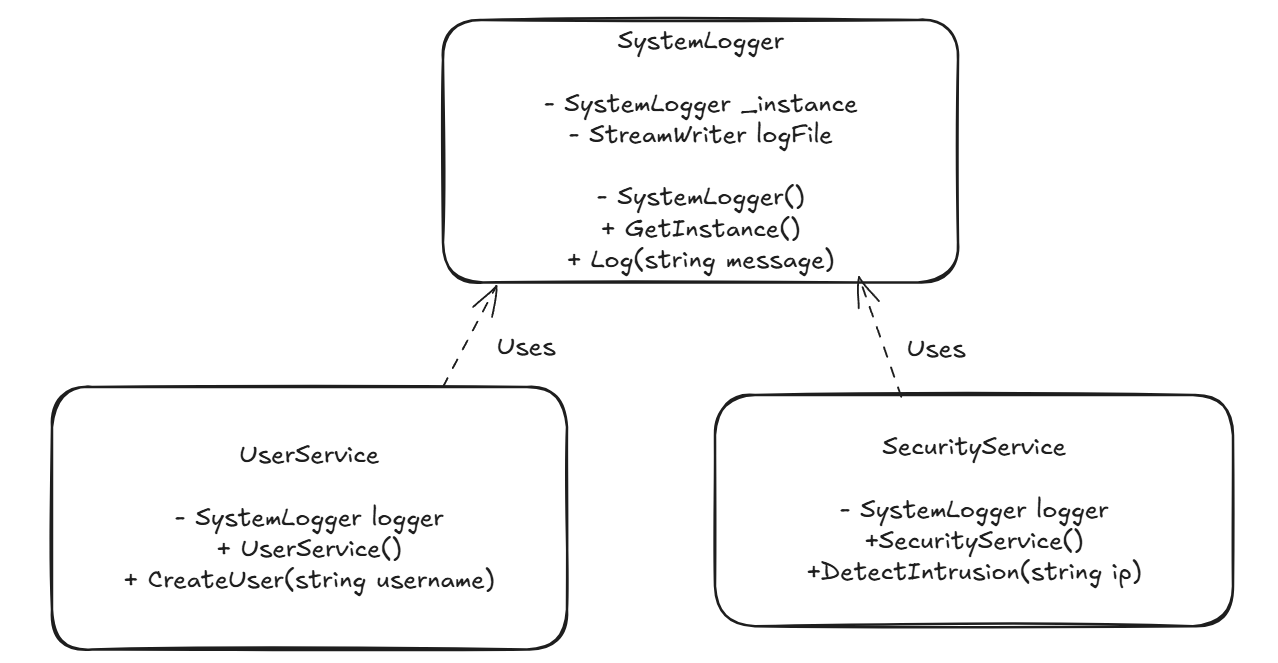 SystemLogger
- SystemLogger _instance
- StreamWriter logFile
- SystemLogger()
+ GetInstance()
+ Log(string message)
Uses
Uses
UserService
- SystemLogger logger
+ UserService()
+ CreateUser(string username)
SecurityService
- SystemLogger logger
+SecurityService()
+DetectIntrusion(string ip)